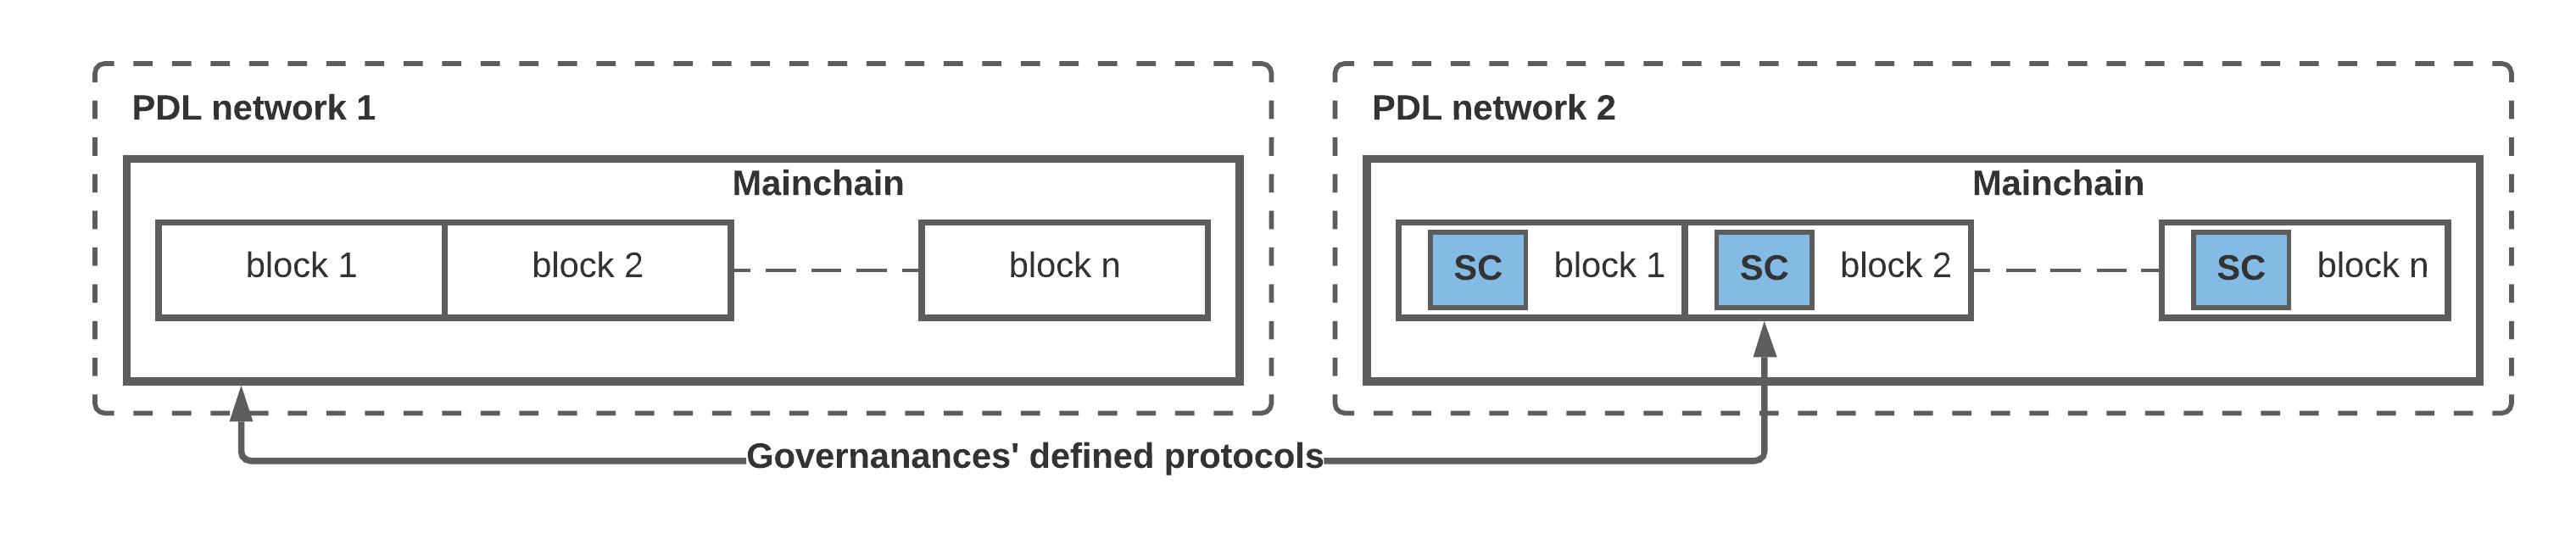 PDL network 1
Mainchain
block 1
block 2
block n
PDL network 2
Mainchain
SC
block 1
SC
block 2
SC
block n
Governanances' defined protocols